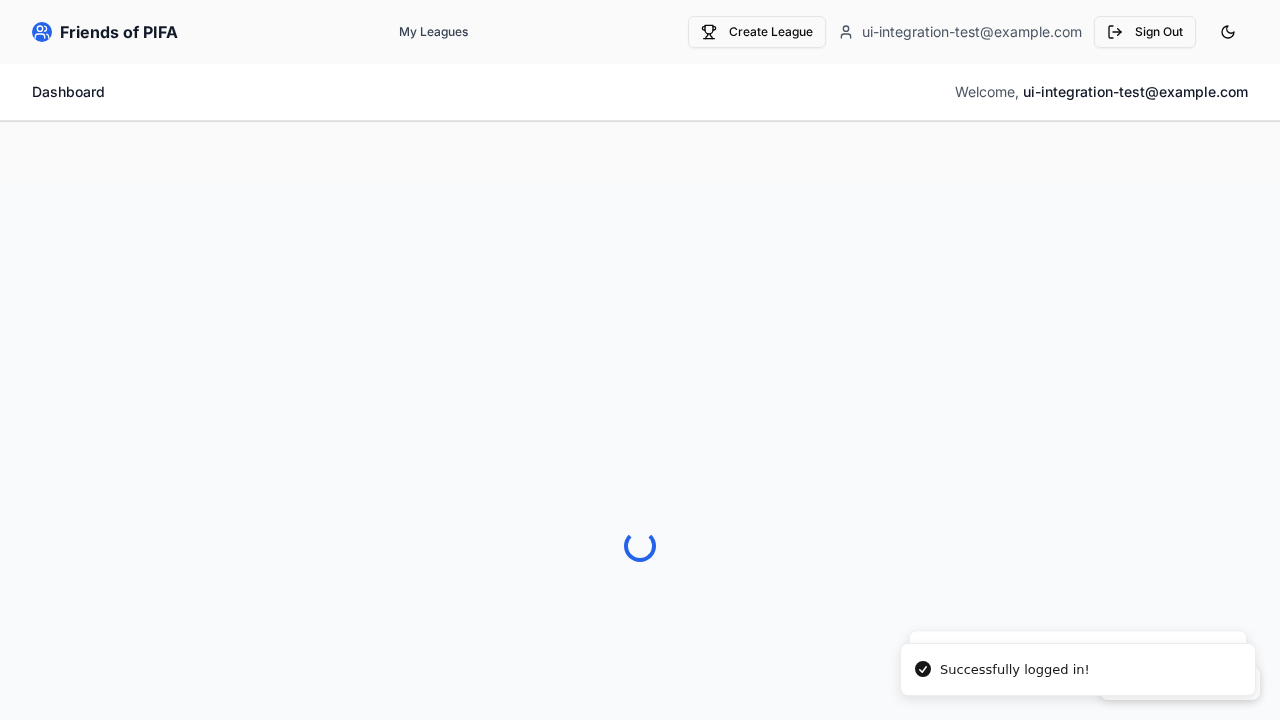 Friends of PIFA
My Leagues
Create League
ui-integration-test@example.com
Sign Out
Dashboard
Welcome, ui-integration-test@example.com
Successfully logged in!